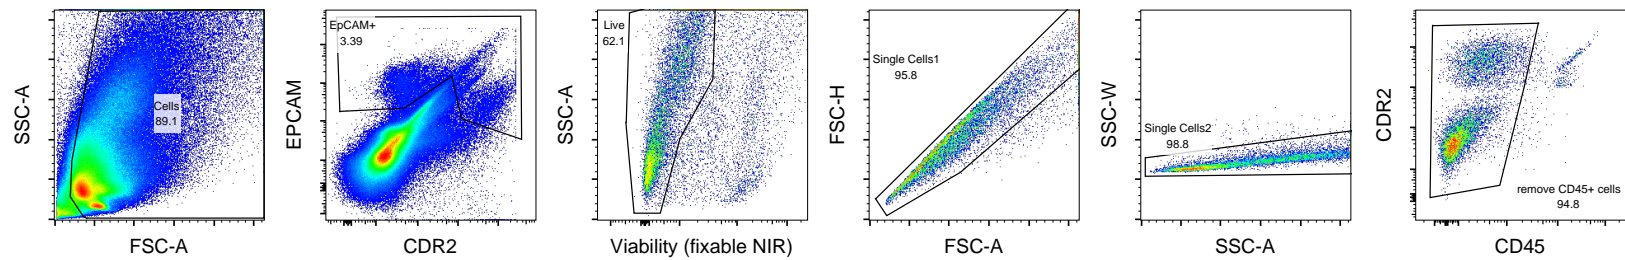 SSC-A
Cells
89.1
FSC-A
EPCAM
EpCAM+
3.39
CDR2
SSC-A
Live
62.1
Viability (fixable NIR)
FSC-H
Single Cells1
95.8
FSC-A
SSC-W
Single Cells2
98.8
SSC-A
CDR2
remove CD45+ cells
94.8
CD45